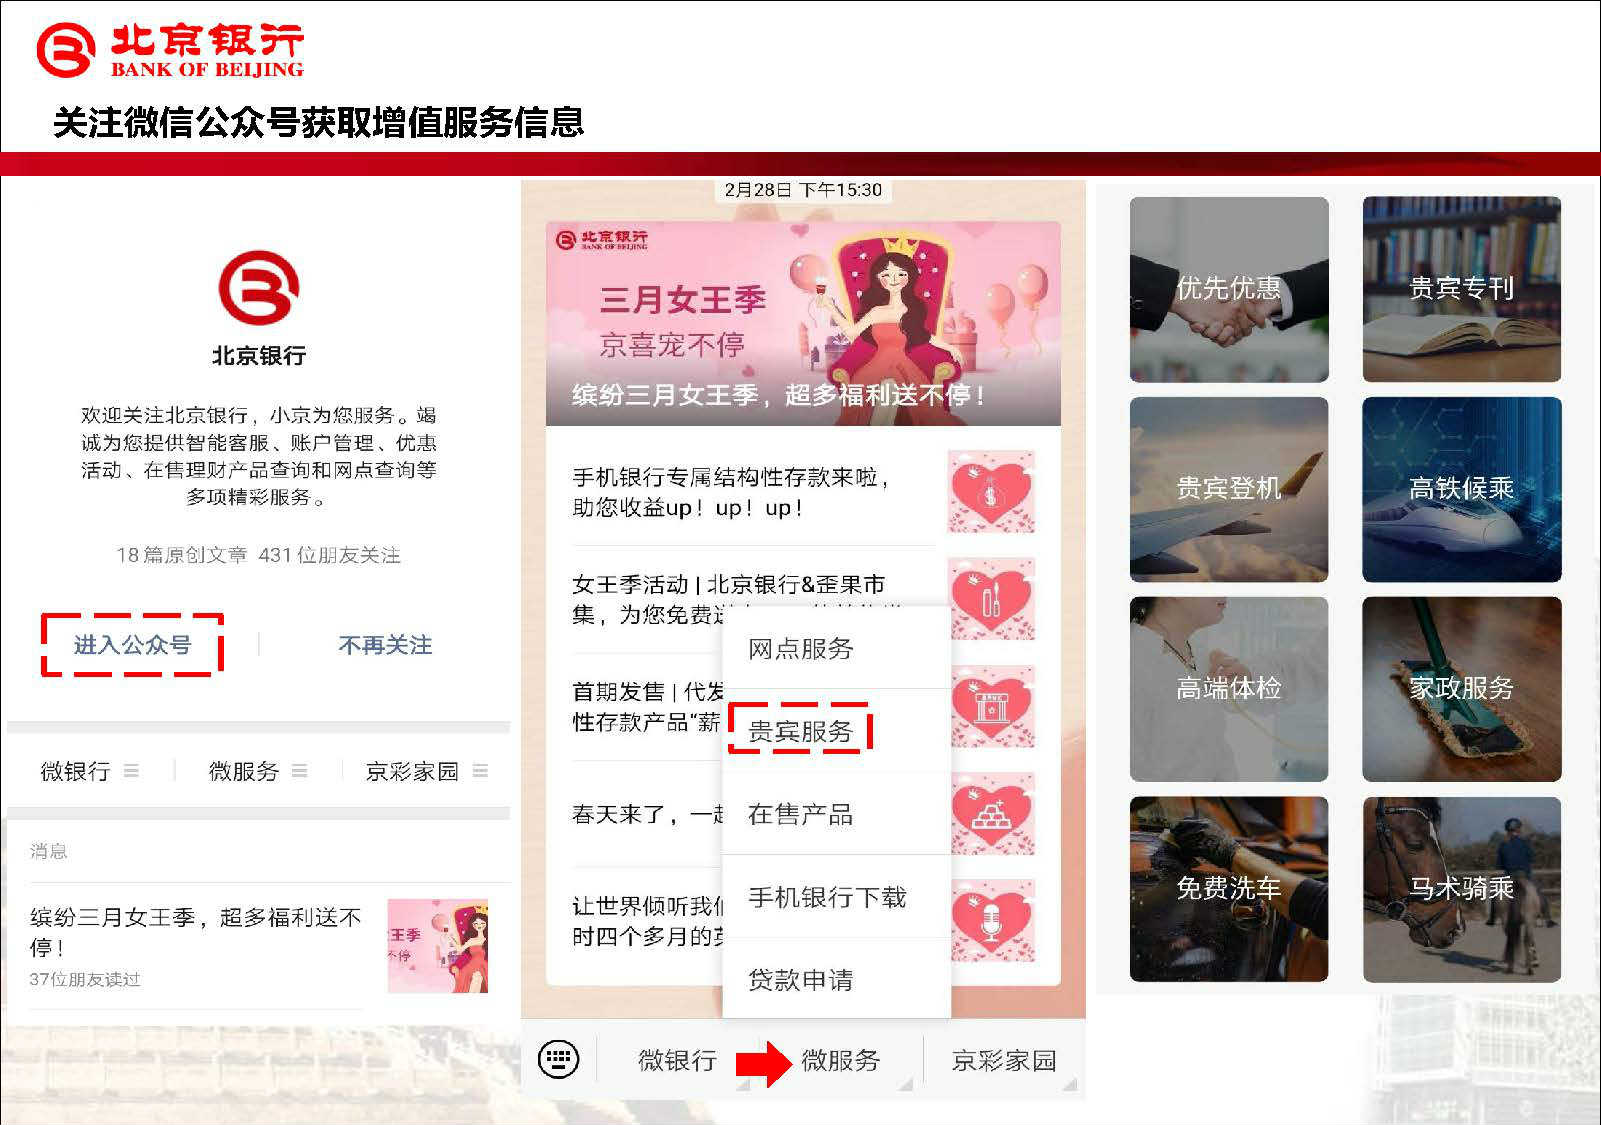 北京银行
BANK OF BEIJING
关注微信公众号获取增值服务信息
北京银行
欢迎关注北京银行，小京为您服务。竭
诚为您提供智能客服、账户管理、优惠
活动、在售理财产品查询和网点查询等
多项精彩服务。
18篇原创文章 431位朋友关注
进入公众号
不再关注
微银行
微服务
京彩家园
消息
缤纷三月女王季，超多福利送不
停！
37位朋友读过
王季
不停
2月28日 下午15:30
北京银行
BANK OF BEIJING
三月女王季
京喜宠不停
缤纷三月女王季，超多福利送不停！
手机银行专属结构性存款来啦，
助您收益up！up！up！
女王季活动 | 北京银行&歪果市
集，为您免费送
首期发售 | 代发
性存款产品“薪
春天来了，一起
让世界倾听我们
时四个多月的英
网点服务
贵宾服务
在售产品
手机银行下载
贷款申请
微银行
微服务
京彩家园
优先优惠
贵宾专刊
贵宾登机
高铁候乘
高端体检
家政服务
免费洗车
马术骑乘